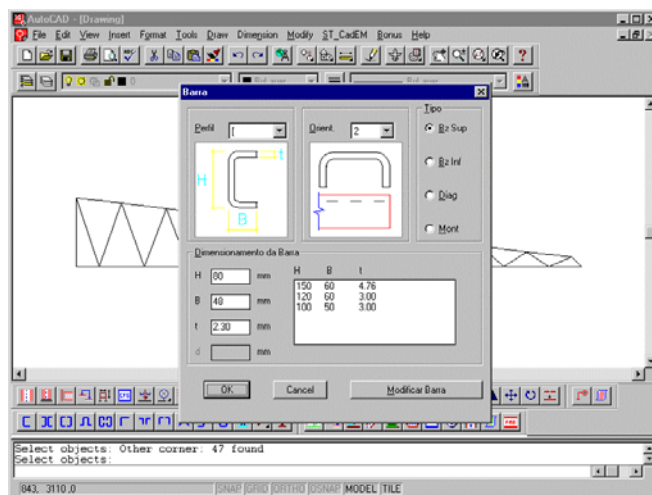 AutoCAD - [Drawing]
File Edit View Insert Format Tools Draw Dimension Modify ST_CadEM Bonus Help
Barra
Perfil [
t
H
B
Orient. 2
Tipo
Bz Sup
Bz Inf
Diag
Mont
Dimensionamento da Barra
H 80 mm
B 40 mm
t 2.30 mm
d mm
H B t
150 60 4.76
120 60 3.00
100 50 3.00
OK Cancel Modificar Barra
Select objects: Other corner: 47 found
Select objects:
843, 3110,0 SNAP GRID ORTHO OSNAP MODEL TILE